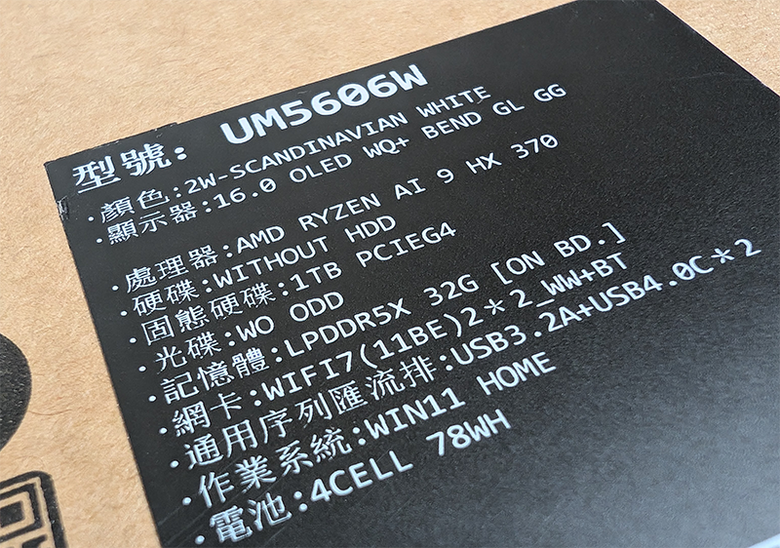 型號: UM5606W
·顏色:2W-SCANDINAVIAN WHITE
·顯示器:16.0 OLED WQ+ BEND GL GG
·處理器:AMD RYZEN AI 9 HX 370
·硬碟:WITHOUT HDD
·固態硬碟:1TB PCIEG4
·光碟:WO ODD
·記憶體:LPDDR5X 32G [ON BD.]
·網卡:WIFI7(11BE)2*2_WW+BT
·通用序列匯流排:USB3.2A+USB4.0C*2
·作業系統:WIN11 HOME
·電池:4CELL 78WH